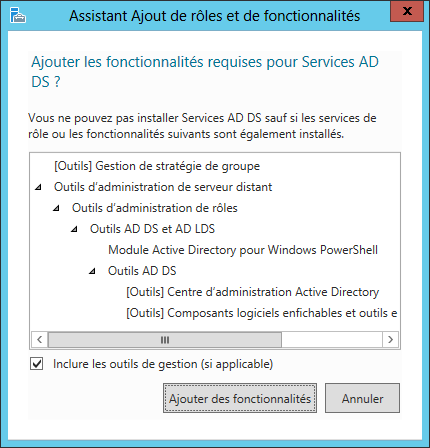 Assistant Ajout de rôles et de fonctionnalités
Ajouter les fonctionnalités requises pour Services AD
DS ?
Vous ne pouvez pas installer Services AD DS sauf si les services de
rôle ou les fonctionnalités suivants sont également installés.
[Outils] Gestion de stratégie de groupe
Outils d'administration de serveur distant
Outils d'administration de rôles
Outils AD DS et AD LDS
Module Active Directory pour Windows PowerShell
Outils AD DS
[Outils] Centre d'administration Active Directory
[Outils] Composants logiciels enfichables et outils e
Inclure les outils de gestion (si applicable)
Ajouter des fonctionnalités
Annuler